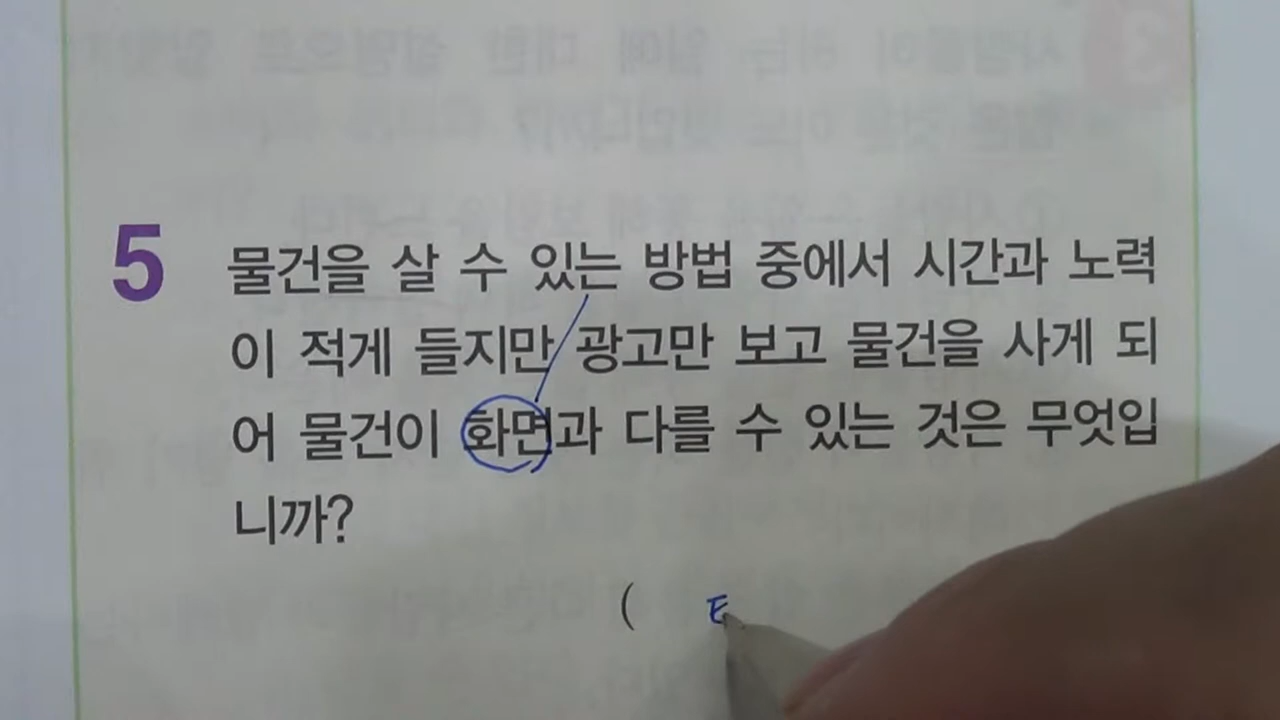 5 물건을 살 수 있는 방법 중에서 시간과 노력
이 적게 들지만 광고만 보고 물건을 사게 되
어 물건이 화면과 다를 수 있는 것은 무엇입
니까?
( E